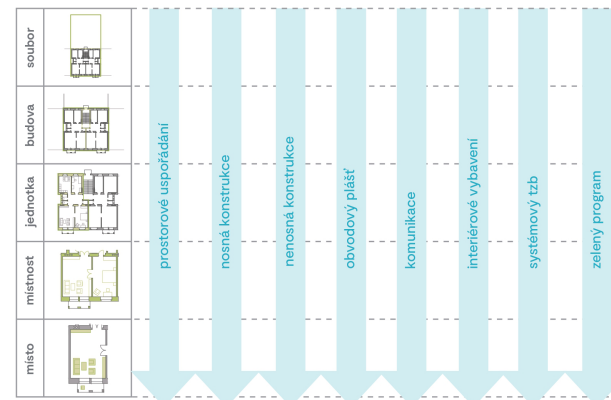 soubor
budova
jednotka
místnost
místo
prostorové uspořádání
nosná konstrukce
nenosná konstrukce
obvodový plášť
komunikace
interiérové vybavení
systémový tzb
zelený program